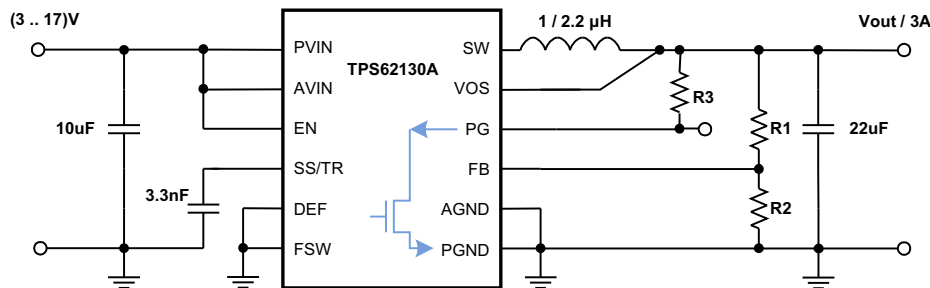 (3 .. 17)V
1 / 2.2 µH
Vout / 3A
TPS62130A
PVIN
AVIN
EN
SS/TR
DEF
FSW
SW
VOS
PG
FB
AGND
PGND
10uF
3.3nF
R3
R1
R2
22uF